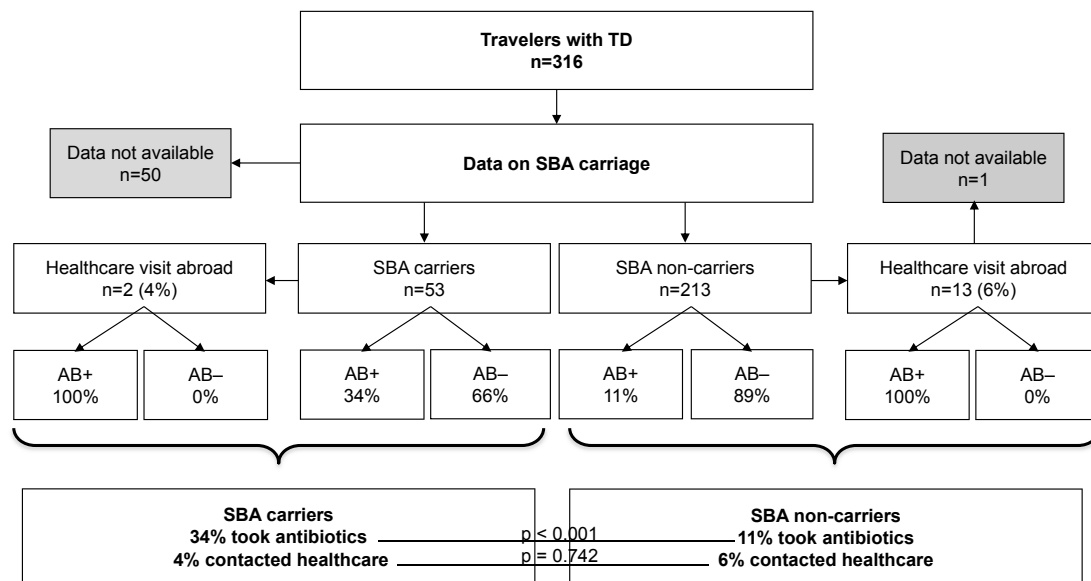 Travelers with TD
n=316
Data not available
n=50
Data on SBA carriage
Data not available
n=1
Healthcare visit abroad
n=2 (4%)
SBA carriers
n=53
SBA non-carriers
n=213
Healthcare visit abroad
n=13 (6%)
AB+
100%
AB–
0%
AB+
34%
AB–
66%
AB+
11%
AB–
89%
AB+
100%
AB–
0%
SBA carriers
34% took antibiotics
4% contacted healthcare
p < 0.001
p = 0.742
SBA non-carriers
11% took antibiotics
6% contacted healthcare